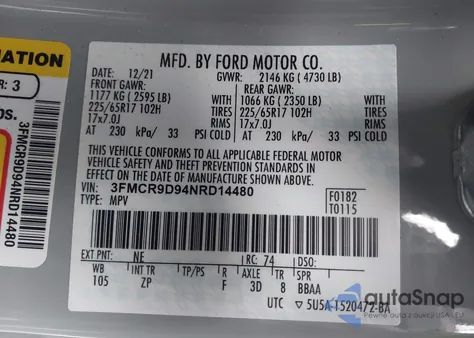 MFD. BY FORD MOTOR CO.
DATE: 12/21 GVWR: 2146 KG (4730 LB)
FRONT GAWR: REAR GAWR:
1177 KG (2595 LB) 1066 KG (2350 LB)
225/65R17 102H TIRES 225/65R17 102H TIRES
17x7.0J RIMS 17x7.0J RIMS
AT 230 kPa/ 33 PSI COLD AT 230 kPa/ 33 PSI COLD
THIS VEHICLE CONFORMS TO ALL APPLICABLE FEDERAL MOTOR
VEHICLE SAFETY AND THEFT PREVENTION STANDARDS IN
EFFECT ON THE DATE OF MANUFACTURE SHOWN ABOVE.
VIN: 3FMCR9D94NRD14480 F0182
TYPE: MPV T0115
EXT PNT: NE RC: 74 DSO:
WB INT TR TP/PS R AXLE TR SPR
105 ZP F 3D 8 BBAA
UTC 5U5A-1520472-BA
MATION
R: 3
os.
3FMCR9D94NRD14480
autoSnap